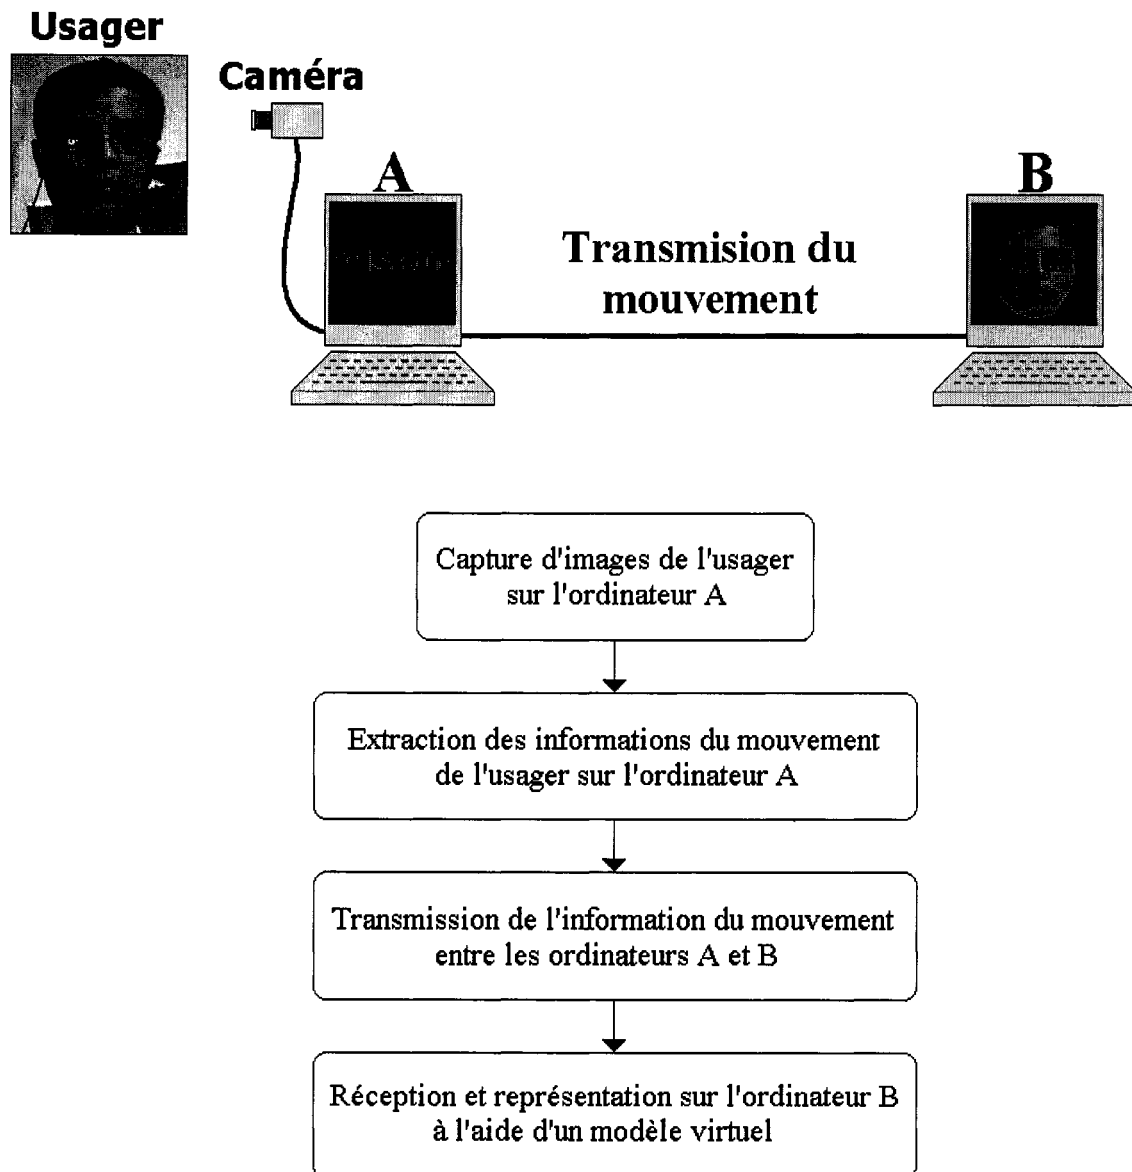 Usager
Caméra
A
B
Transmision du
mouvement
Capture d'images de l'usager
sur l'ordinateur A
Extraction des informations du mouvement
de l'usager sur l'ordinateur A
Transmission de l'information du mouvement
entre les ordinateurs A et B
Réception et représentation sur l'ordinateur B
à l'aide d'un modèle virtuel